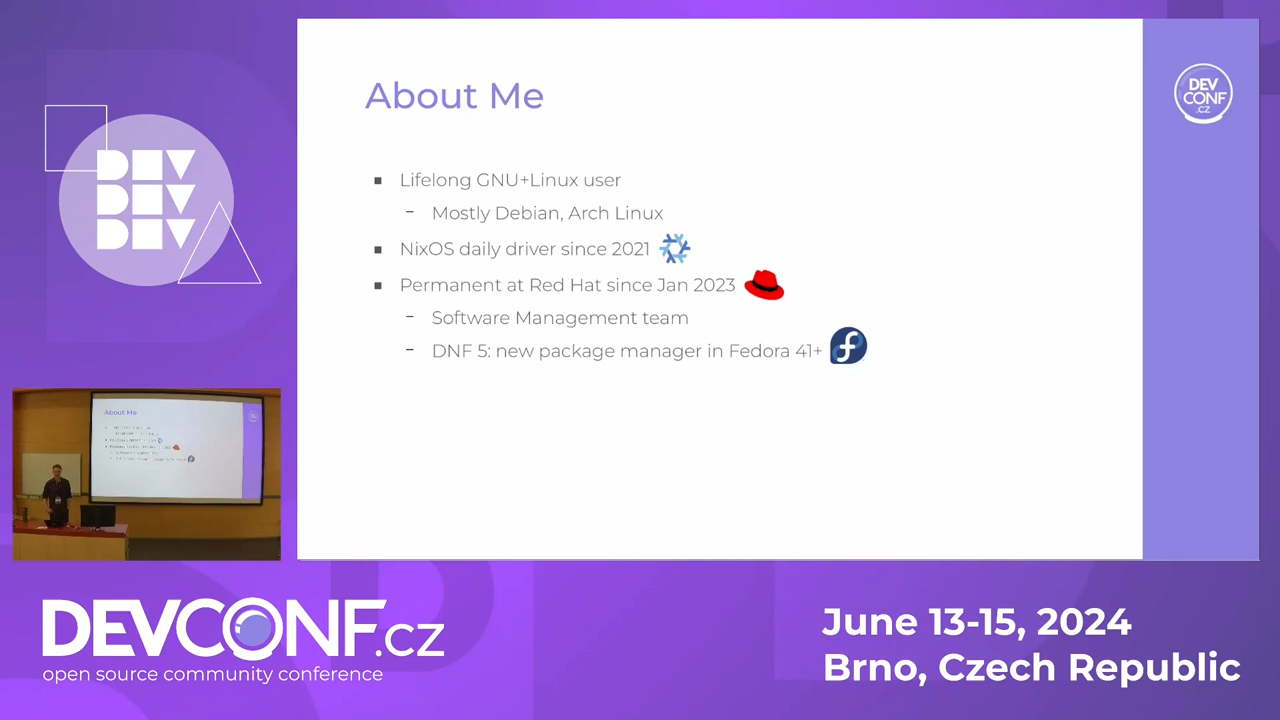 DEV
DEV
DEV
About Me
DEV
CONF
.CZ
Lifelong GNU+Linux user
- Mostly Debian, Arch Linux
NixOS daily driver since 2021
Permanent at Red Hat since Jan 2023
- Software Management team
- DNF 5: new package manager in Fedora 41+
About Me
DEVCONF.cz
open source community conference
June 13-15, 2024
Brno, Czech Republic